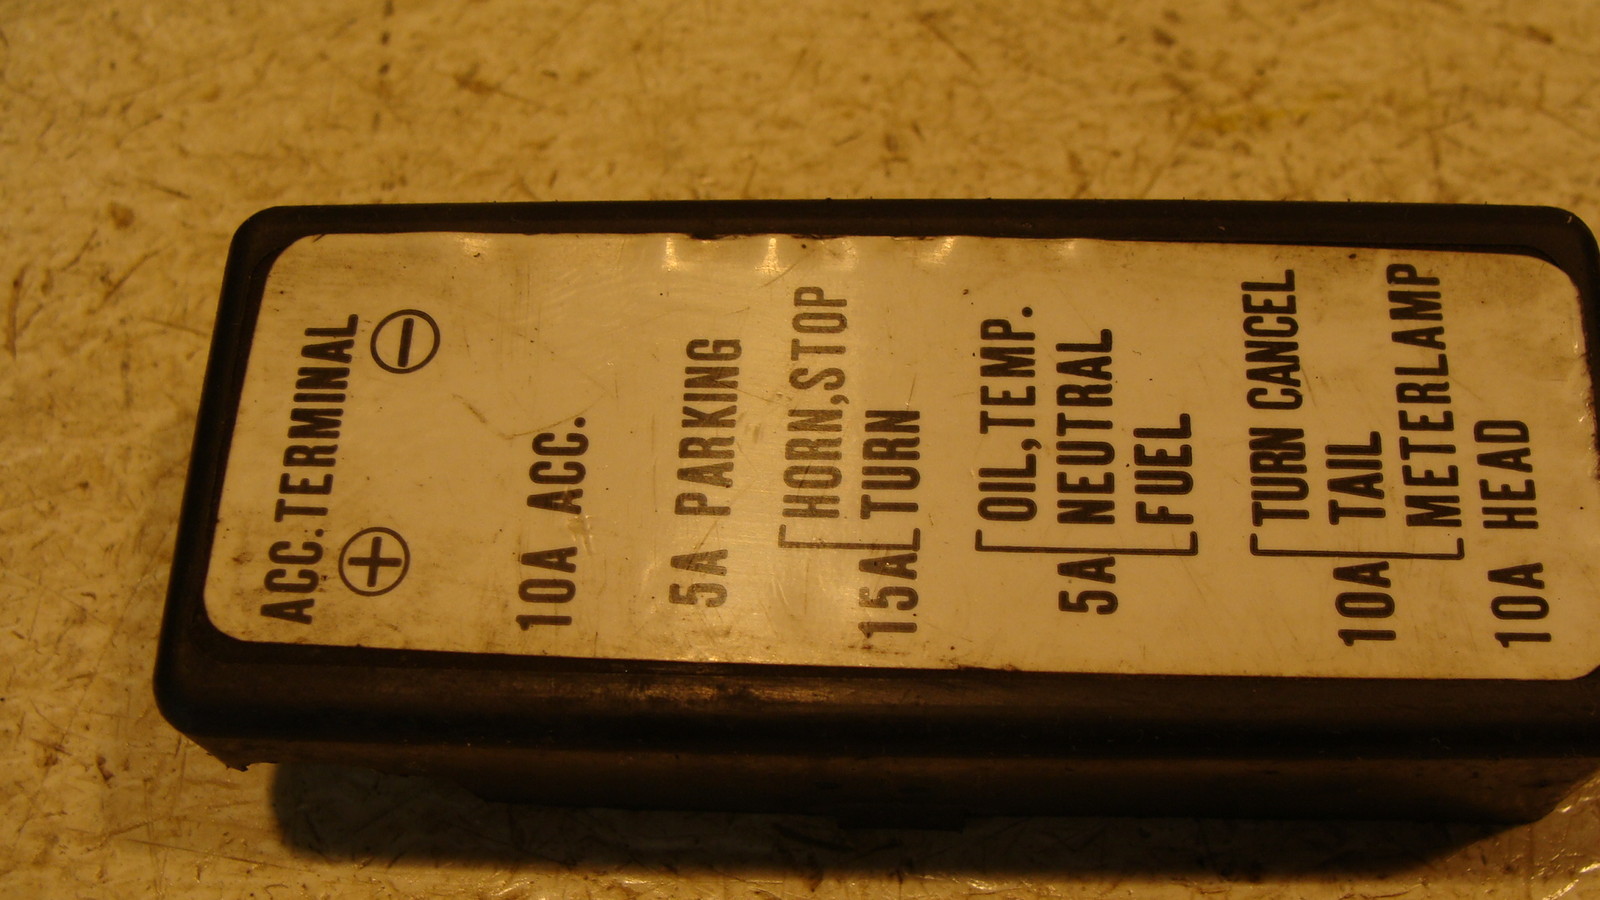 ACC.TERMINAL
⊕ ⊖
10A ACC.
5A PARKING
HORN,STOP
15A TURN
OIL,TEMP.
5A NEUTRAL
FUEL
TURN CANCEL
10A TAIL
METERLAMP
10A HEAD